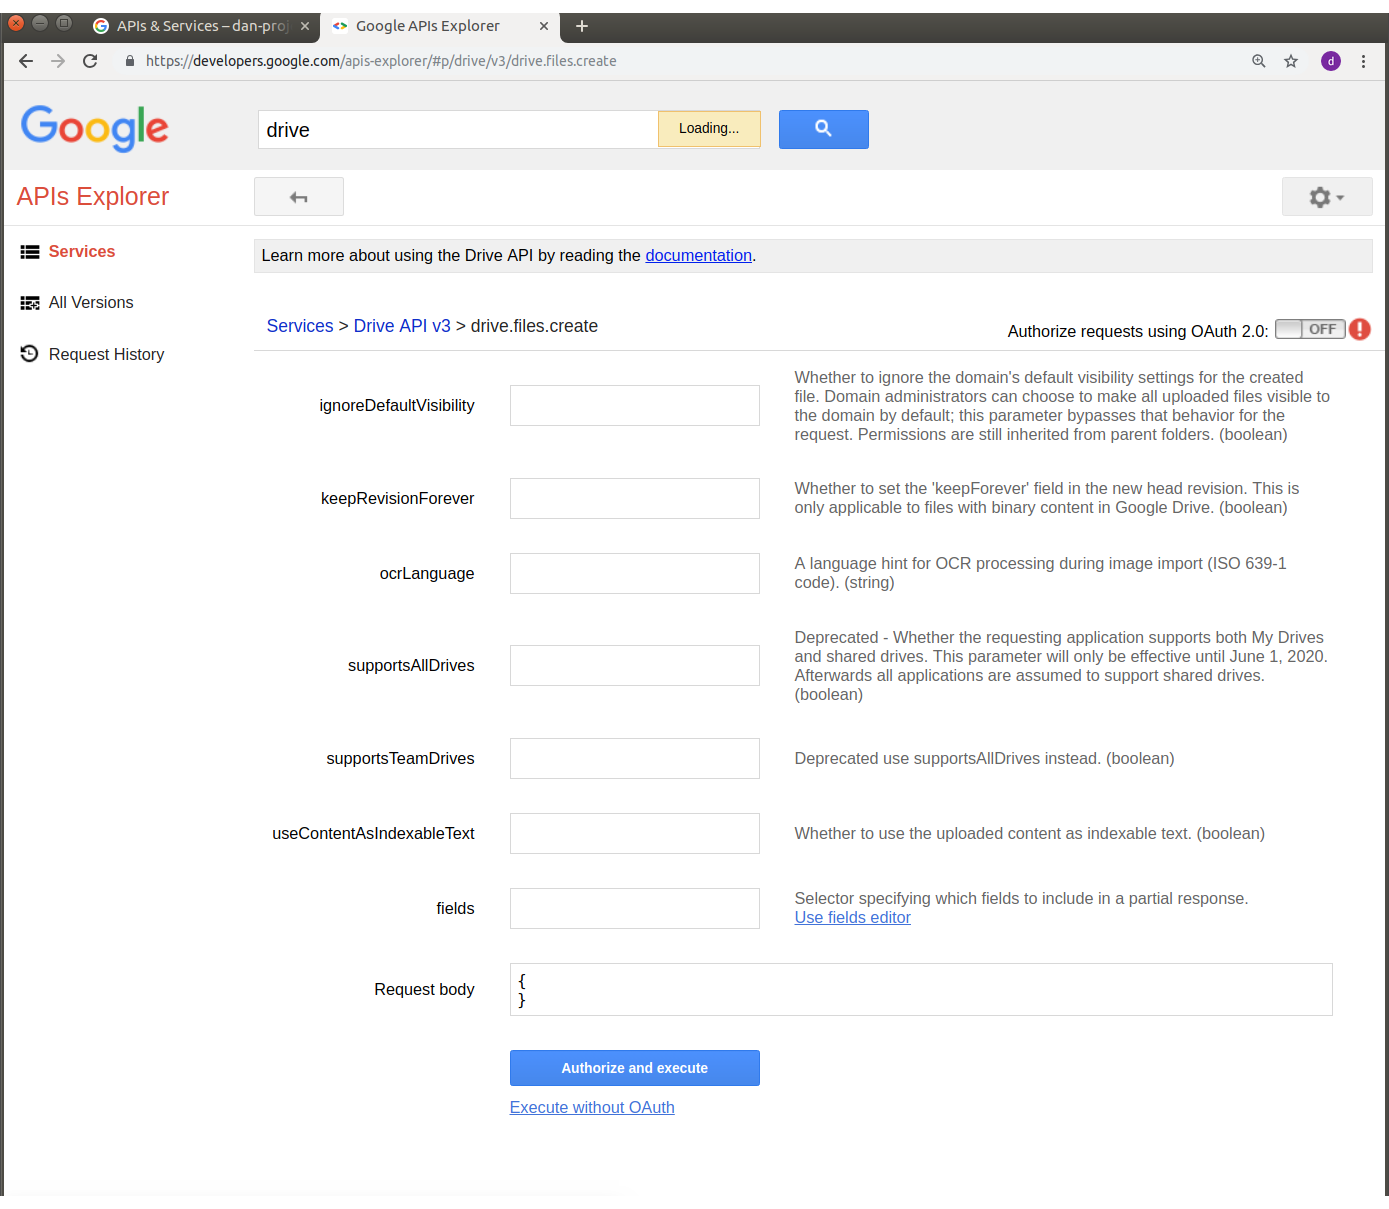 APIs & Services – dan-proj
Google APIs Explorer
https://developers.google.com/apis-explorer/#p/drive/v3/drive.files.create
d
Google
drive
Loading...
APIs Explorer
Services
All Versions
Request History
Learn more about using the Drive API by reading the documentation.
Services > Drive API v3 > drive.files.create
Authorize requests using OAuth 2.0:
OFF
ignoreDefaultVisibility
Whether to ignore the domain's default visibility settings for the created
file. Domain administrators can choose to make all uploaded files visible to
the domain by default; this parameter bypasses that behavior for the
request. Permissions are still inherited from parent folders. (boolean)
keepRevisionForever
Whether to set the 'keepForever' field in the new head revision. This is
only applicable to files with binary content in Google Drive. (boolean)
ocrLanguage
A language hint for OCR processing during image import (ISO 639-1
code). (string)
supportsAllDrives
Deprecated - Whether the requesting application supports both My Drives
and shared drives. This parameter will only be effective until June 1, 2020.
Afterwards all applications are assumed to support shared drives.
(boolean)
supportsTeamDrives
Deprecated use supportsAllDrives instead. (boolean)
useContentAsIndexableText
Whether to use the uploaded content as indexable text. (boolean)
fields
Selector specifying which fields to include in a partial response.
Use fields editor
Request body
{
}
Authorize and execute
Execute without OAuth